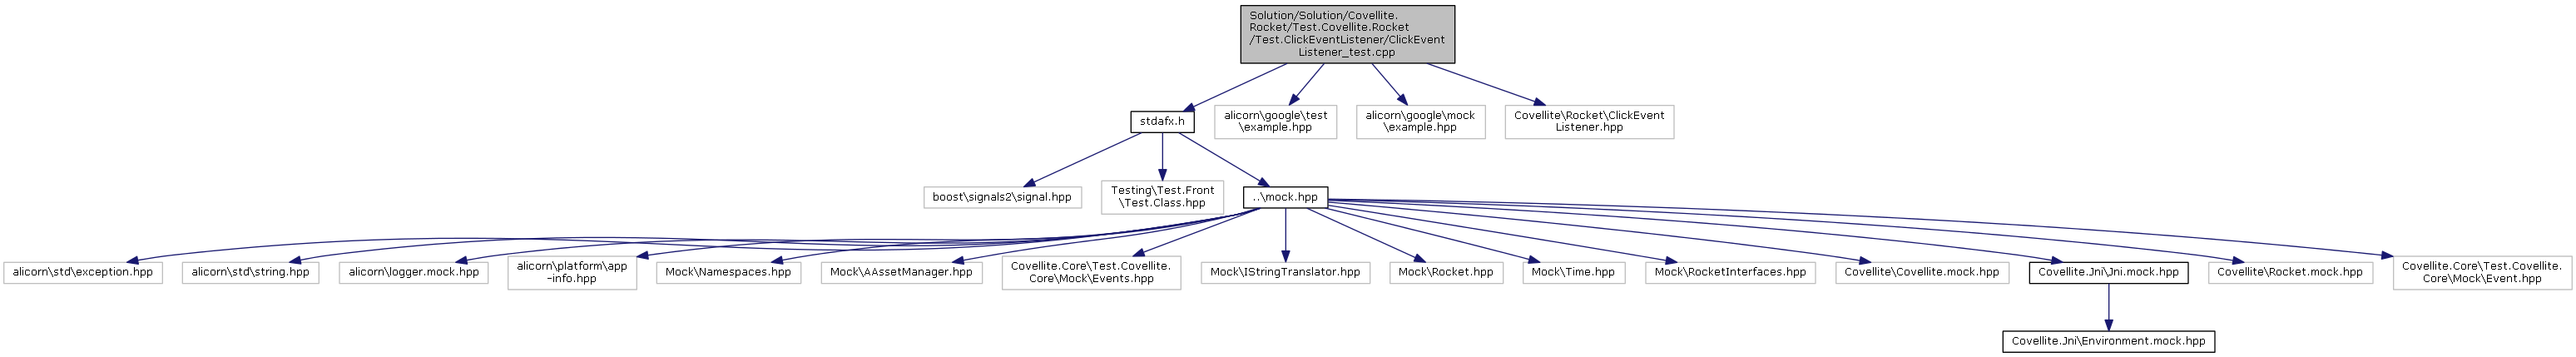 Solution/Solution/Covellite.
Rocket/Test.Covellite.Rocket
/Test.ClickEventListener/ClickEvent
Listener_test.cpp
stdafx.h
alicorn\google\test
\example.hpp
alicorn\google\mock
\example.hpp
Covellite\Rocket\ClickEvent
Listener.hpp
boost\signals2\signal.hpp
Testing\Test.Front
\Test.Class.hpp
..\mock.hpp
alicorn\std\exception.hpp
alicorn\std\string.hpp
alicorn\logger.mock.hpp
alicorn\platform\app
-info.hpp
Mock\Namespaces.hpp
Mock\AAssetManager.hpp
Covellite.Core\Test.Covellite.
Core\Mock\Events.hpp
Mock\IStringTranslator.hpp
Mock\Rocket.hpp
Mock\Time.hpp
Mock\RocketInterfaces.hpp
Covellite\Covellite.mock.hpp
Covellite.Jni\Jni.mock.hpp
Covellite\Rocket.mock.hpp
Covellite.Core\Test.Covellite.
Core\Mock\Event.hpp
Covellite.Jni\Environment.mock.hpp